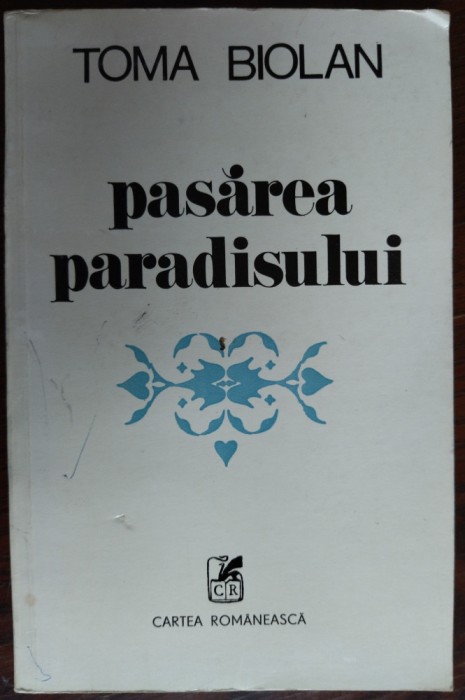 TOMA BIOLAN
pasărea
paradisului
CR
CARTEA ROMÂNEASCĂ